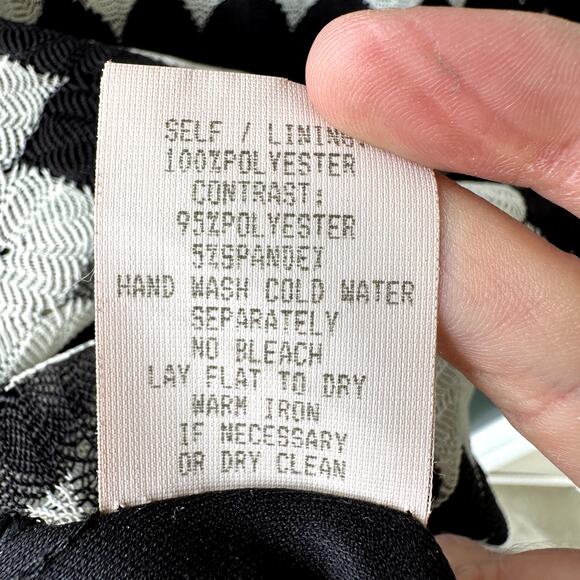 SELF / LINING:
100%POLYESTER
CONTRAST:
95%POLYESTER
5%SPANDEX
HAND WASH COLD WATER
SEPARATELY
NO BLEACH
LAY FLAT TO DRY
WARM IRON
IF NECESSARY
OR DRY CLEAN